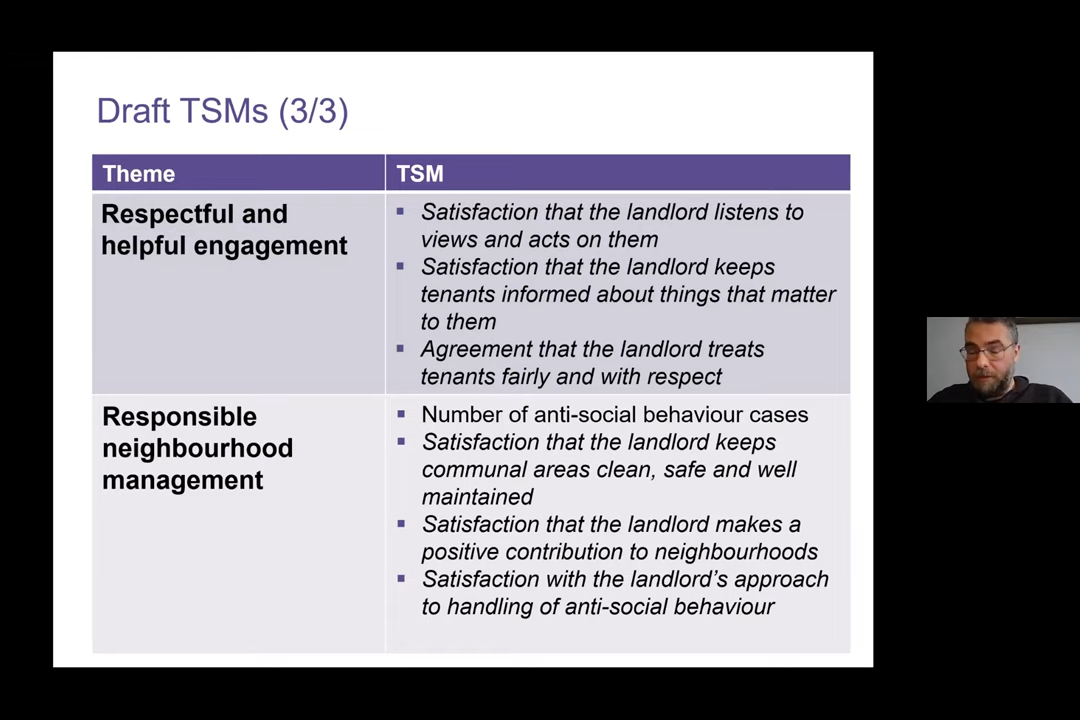 Draft TSMs (3/3)
Theme
TSM
Respectful and
helpful engagement
▪ Satisfaction that the landlord listens to
views and acts on them
▪ Satisfaction that the landlord keeps
tenants informed about things that matter
to them
▪ Agreement that the landlord treats
tenants fairly and with respect
Responsible
neighbourhood
management
▪ Number of anti-social behaviour cases
▪ Satisfaction that the landlord keeps
communal areas clean, safe and well
maintained
▪ Satisfaction that the landlord makes a
positive contribution to neighbourhoods
▪ Satisfaction with the landlord’s approach
to handling of anti-social behaviour